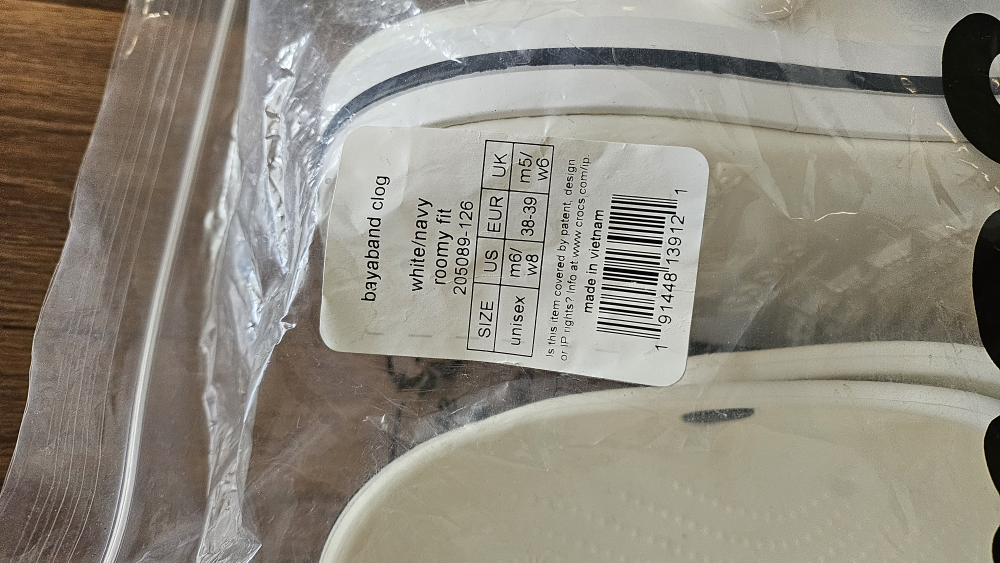 bayaband clog
white/navy
roomy fit
205089-126
SIZE US EUR UK
unisex m6/ w8 38-39 m5/ w6
Is this item covered by patent, design
or IP rights? Info at www.crocs.com/ip.
made in vietnam
1 91448 13912 1